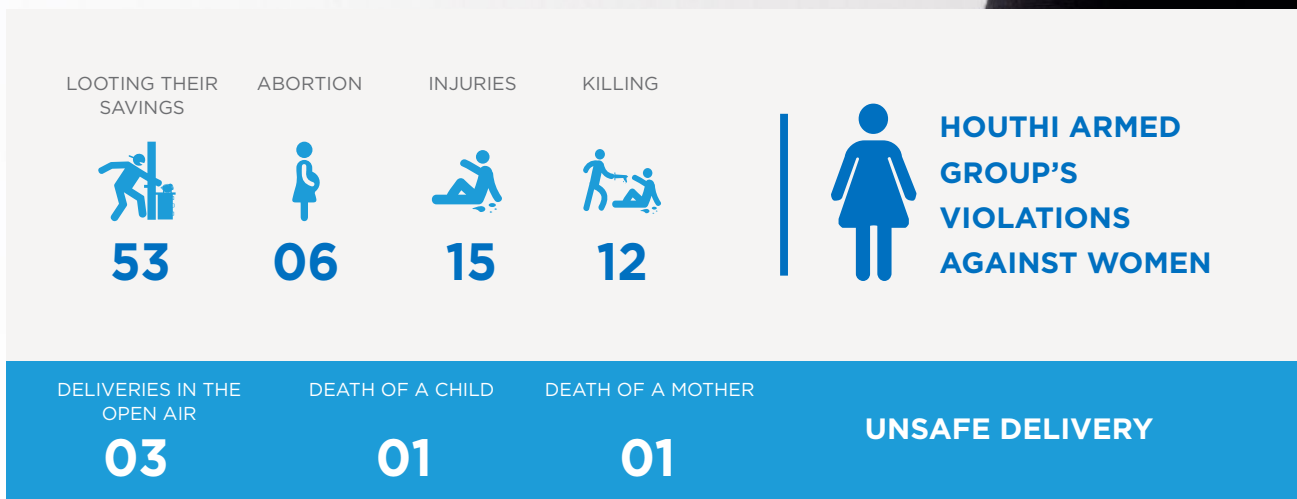 LOOTING THEIR
SAVINGS
53
ABORTION
06
INJURIES
15
KILLING
12
HOUTHI ARMED
GROUP’S
VIOLATIONS
AGAINST WOMEN
DELIVERIES IN THE
OPEN AIR
03
DEATH OF A CHILD
01
DEATH OF A MOTHER
01
UNSAFE DELIVERY